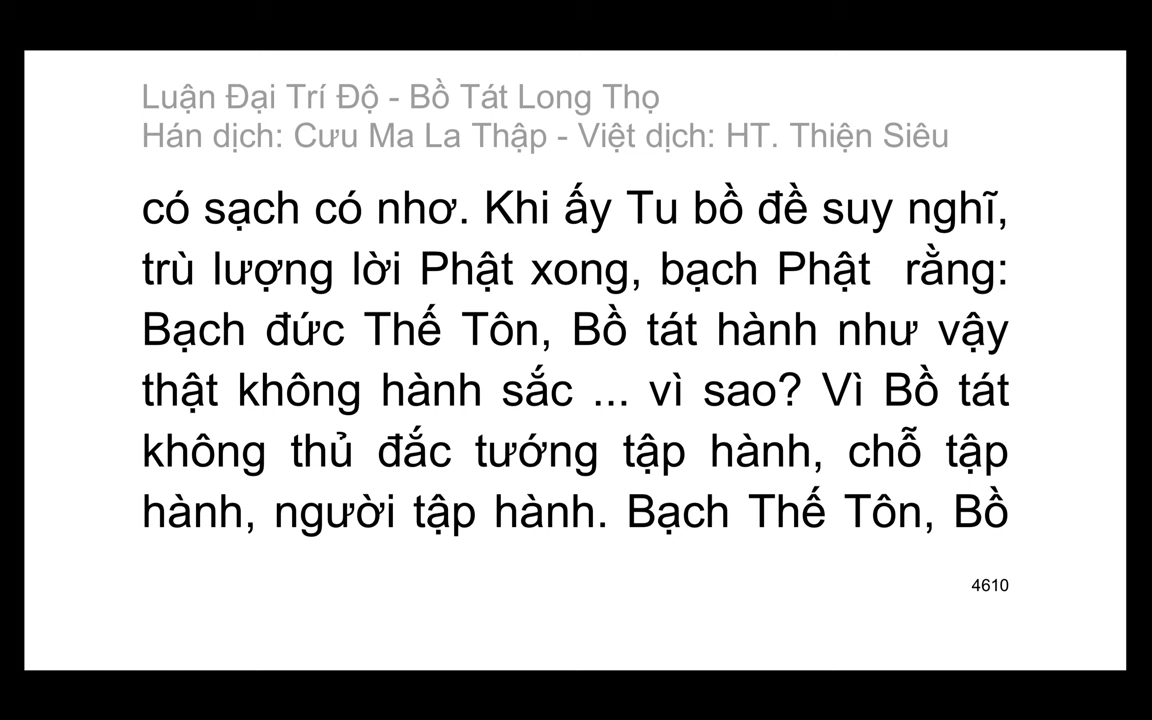 Luận Đại Trí Độ - Bồ Tát Long Thọ
Hán dịch: Cưu Ma La Thập - Việt dịch: HT. Thiện Siêu
có sạch có nhơ. Khi ấy Tu bồ đề suy nghĩ,
trù lượng lời Phật xong, bạch Phật  rằng:
Bạch đức Thế Tôn, Bồ tát hành như vậy
thật không hành sắc ... vì sao? Vì Bồ tát
không thủ đắc tướng tập hành, chỗ tập
hành, người tập hành. Bạch Thế Tôn, Bồ
4610